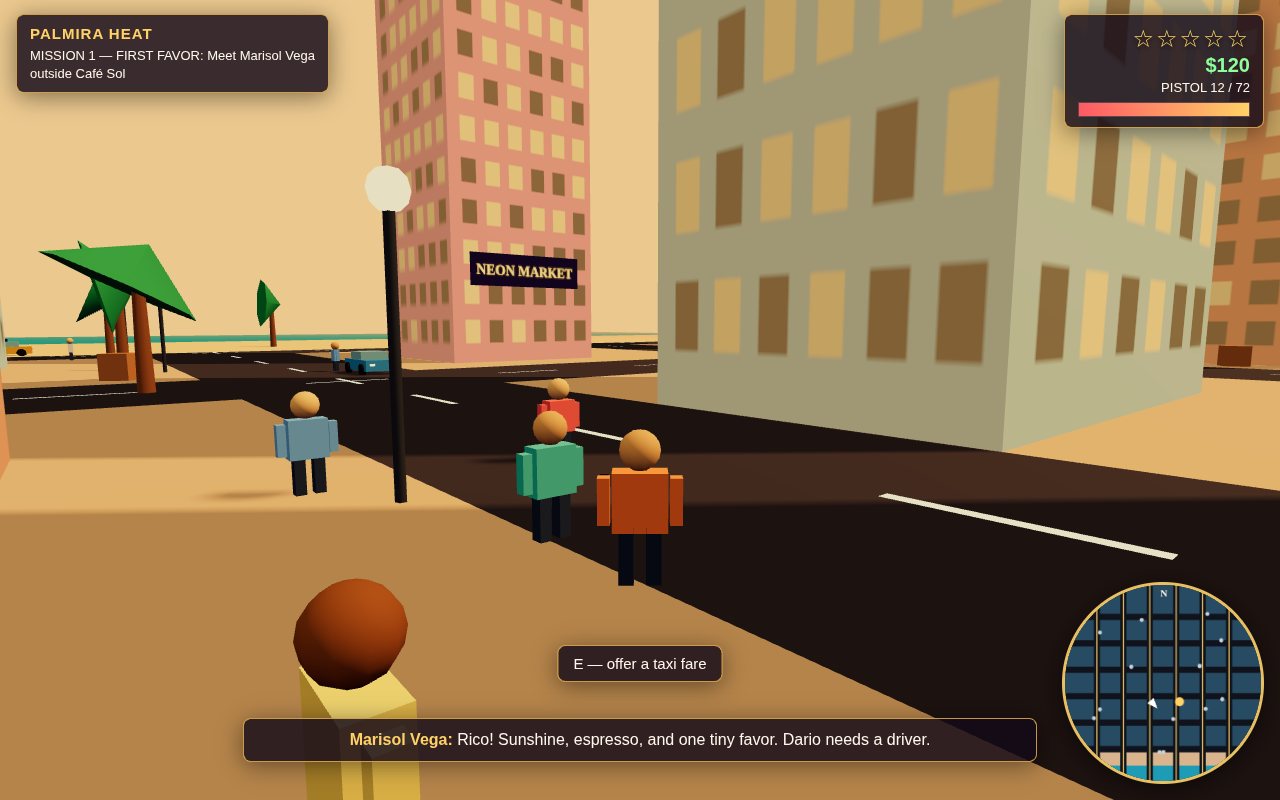 PALMIRA HEAT
MISSION 1 — FIRST FAVOR: Meet Marisol Vega
outside Café Sol
☆☆☆☆☆
$120
PISTOL 12 / 72
NEON MARKET
N
E — offer a taxi fare
Marisol Vega: Rico! Sunshine, espresso, and one tiny favor. Dario needs a driver.